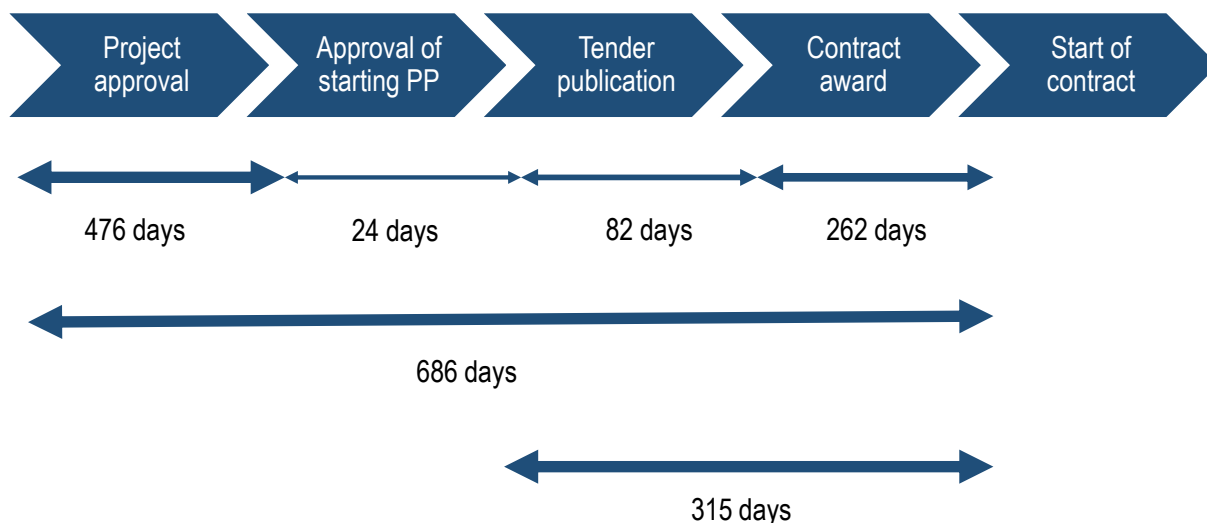 Project
approval
Approval of
starting PP
Tender
publication
Contract
award
Start of
contract
476 days
24 days
82 days
262 days
686 days
315 days